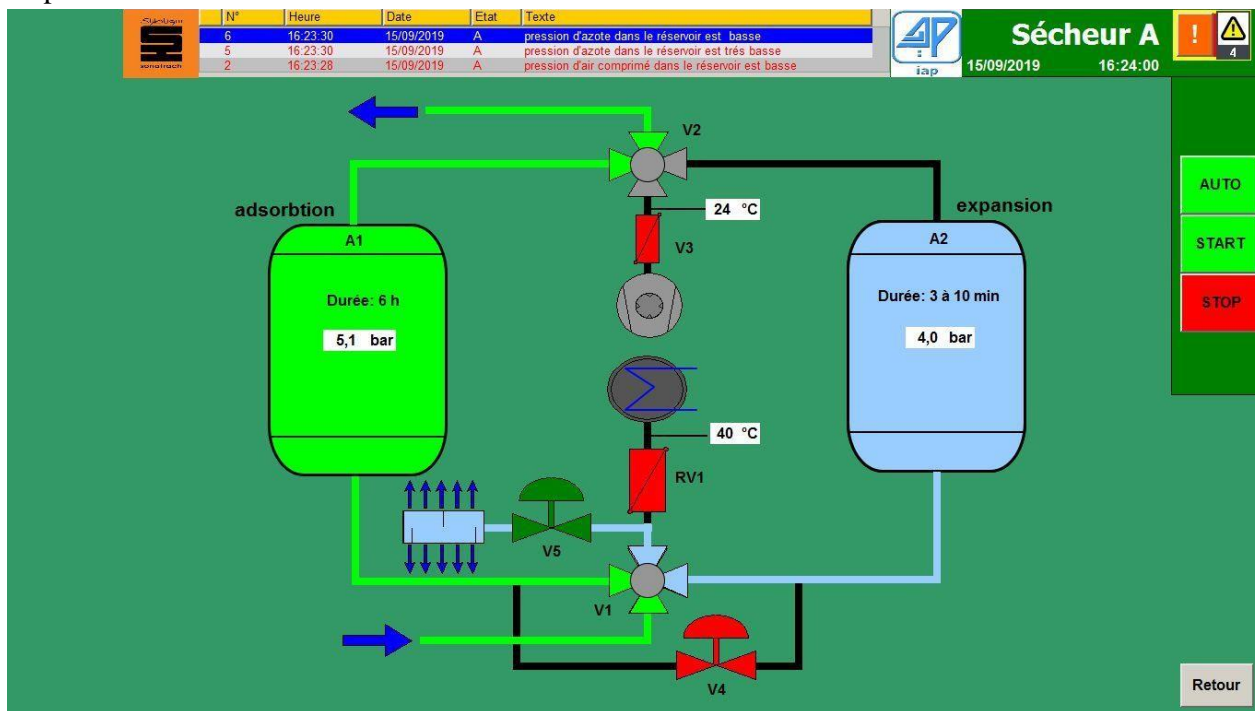 N° Heure Date Etat Texte
6 16:23:30 15/09/2019 A pression d'azote dans le réservoir est basse
5 16:23:30 15/09/2019 A pression d'azote dans le réservoir est trés basse
2 16:23:28 15/09/2019 A pression d'air comprimé dans le réservoir est basse
sonatrach
iap
Sécheur A
15/09/2019 16:24:00
!
4
V2
adsorbtion
24 °C
expansion
AUTO
A1
V3
A2
START
Durée: 6 h
Durée: 3 à 10 min
STOP
5,1 bar
4,0 bar
40 °C
RV1
V5
V1
V4
Retour